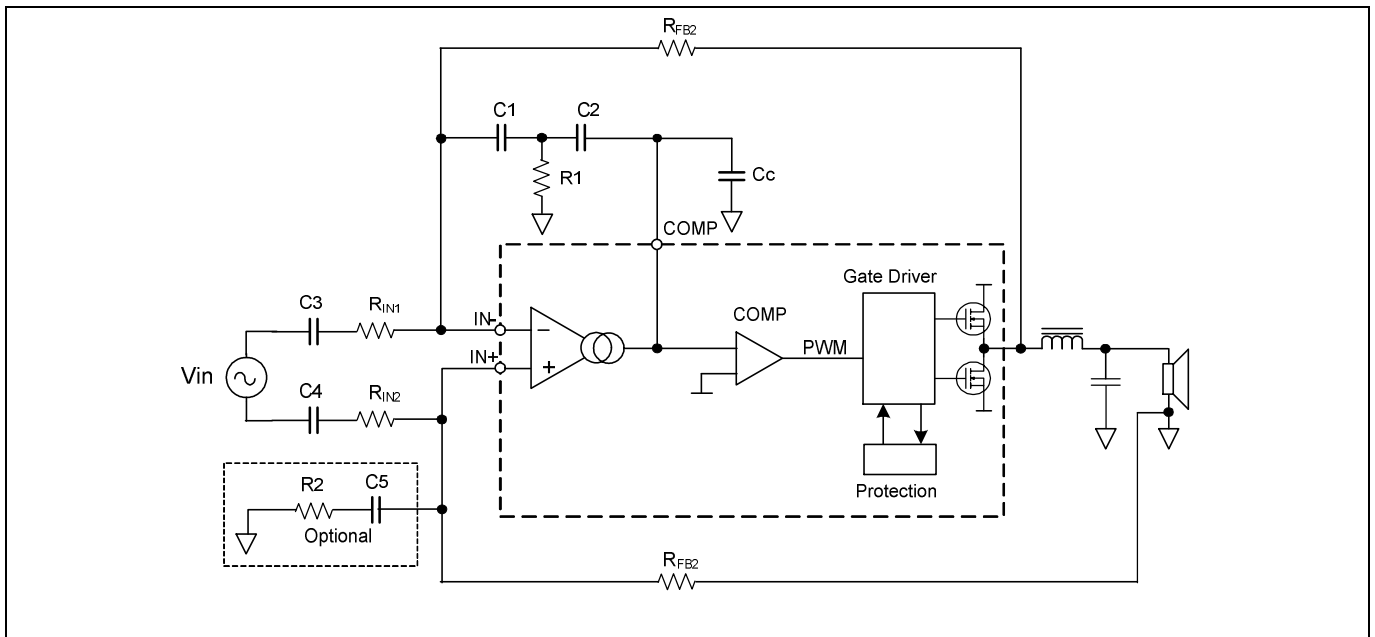 RFB2
C1
C2
R1
Cc
COMP
Gate Driver
C3
RIN1
IN-
COMP
IN+
PWM
Vin
C4
RIN2
R2
C5
Optional
Protection
RFB2
−
+